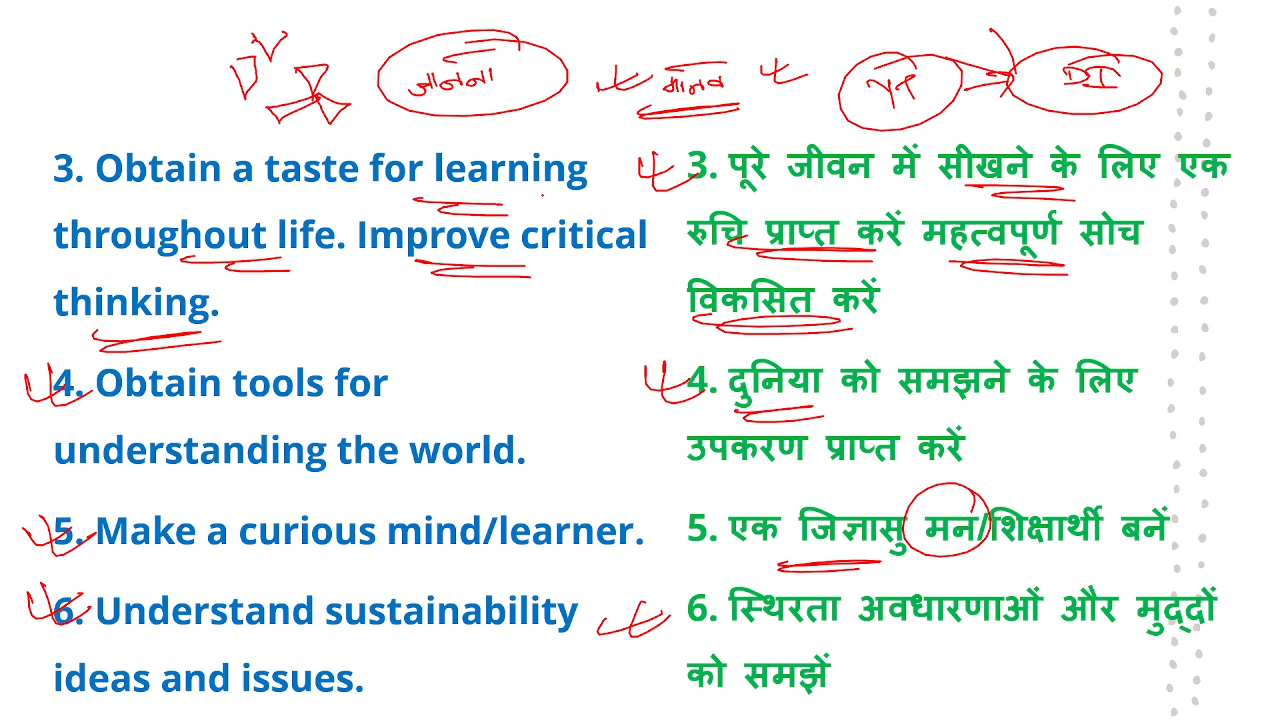 जानना
मानव
DI
3. Obtain a taste for learning
throughout life. Improve critical
thinking.
4. Obtain tools for
understanding the world.
5. Make a curious mind/learner.
6. Understand sustainability
ideas and issues.
3. पूरे जीवन में सीखने के लिए एक
रुचि प्राप्त करें महत्वपूर्ण सोच
विकसित करें
4. दुनिया को समझने के लिए
उपकरण प्राप्त करें
5. एक जिज्ञासु मन/शिक्षार्थी बनें
6. स्थिरता अवधारणाओं और मुद्दों
को समझें